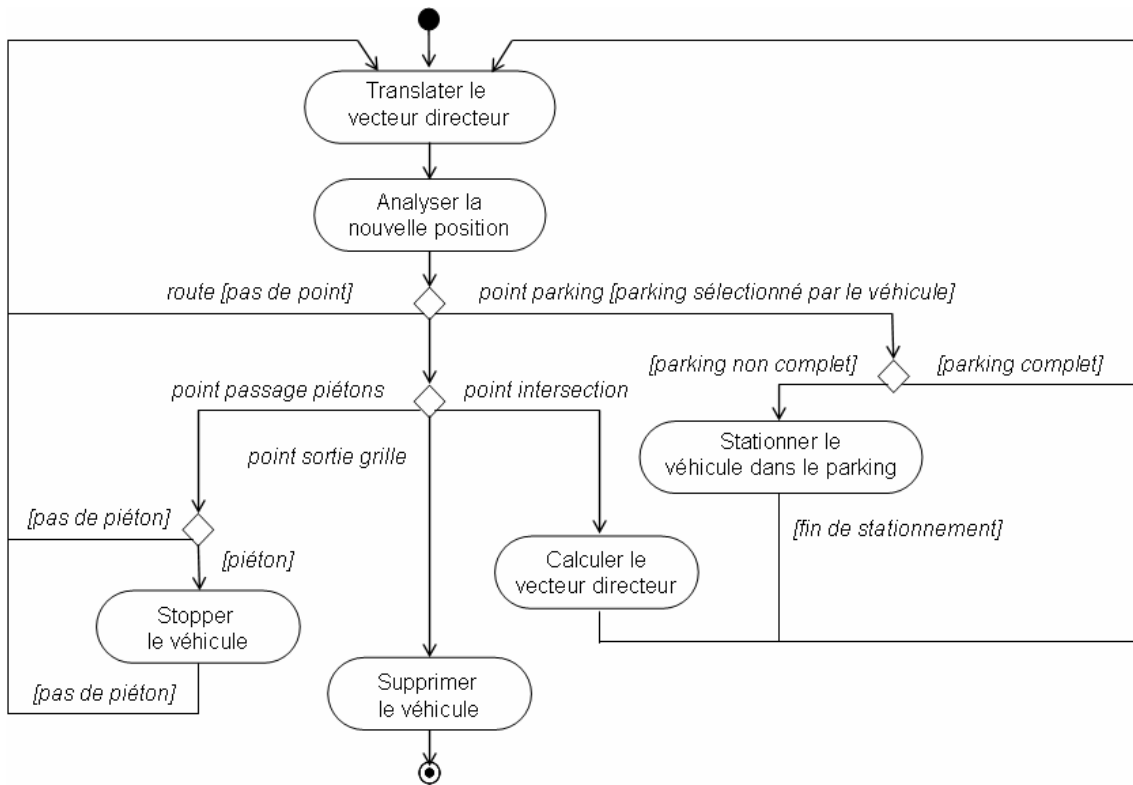 Translater le
vecteur directeur
Analyser la
nouvelle position
route [pas de point]
point parking [parking sélectionné par le véhicule]
[parking non complet]
[parking complet]
point passage piétons
point intersection
Stationner le
véhicule dans le parking
point sortie grille
[pas de piéton]
[fin de stationnement]
[piéton]
Calculer le
vecteur directeur
Stopper
le véhicule
Supprimer
le véhicule
[pas de piéton]